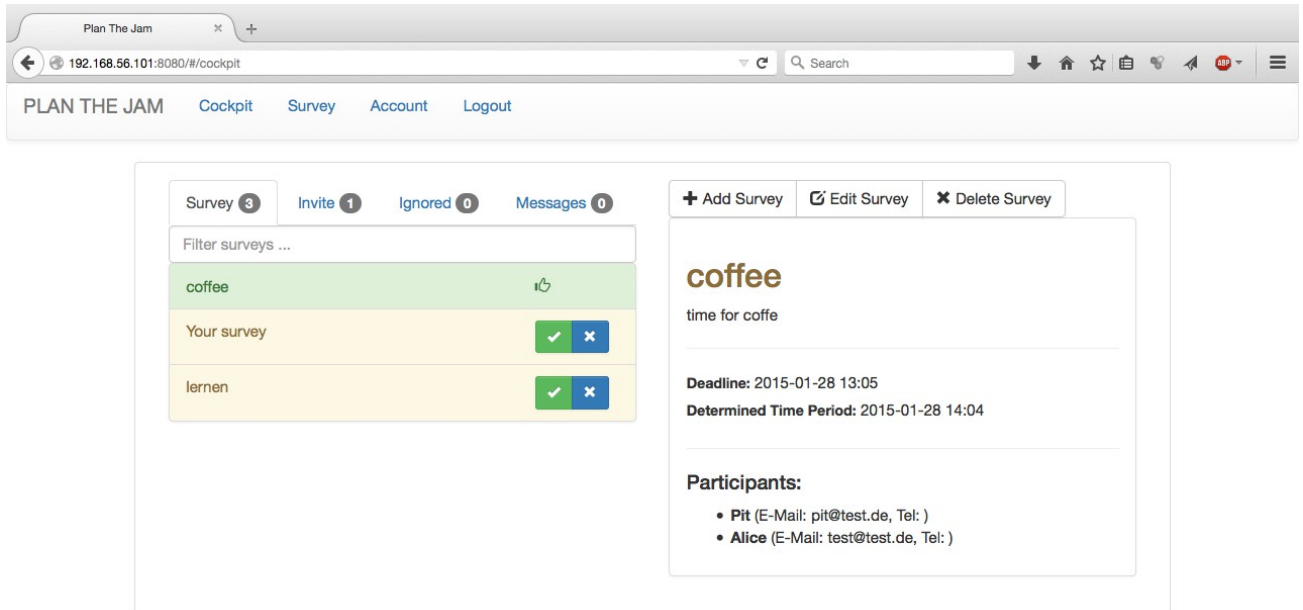 Plan The Jam
192.168.56.101:8080/#/cockpit
Search
ABP
PLAN THE JAM Cockpit Survey Account Logout
Survey 3 Invite 1 Ignored 0 Messages 0
Filter surveys ...
coffee
Your survey
lernen
Add Survey Edit Survey Delete Survey
coffee
time for coffe
Deadline: 2015-01-28 13:05
Determined Time Period: 2015-01-28 14:04
Participants:
• Pit (E-Mail: pit@test.de, Tel: )
• Alice (E-Mail: test@test.de, Tel: )